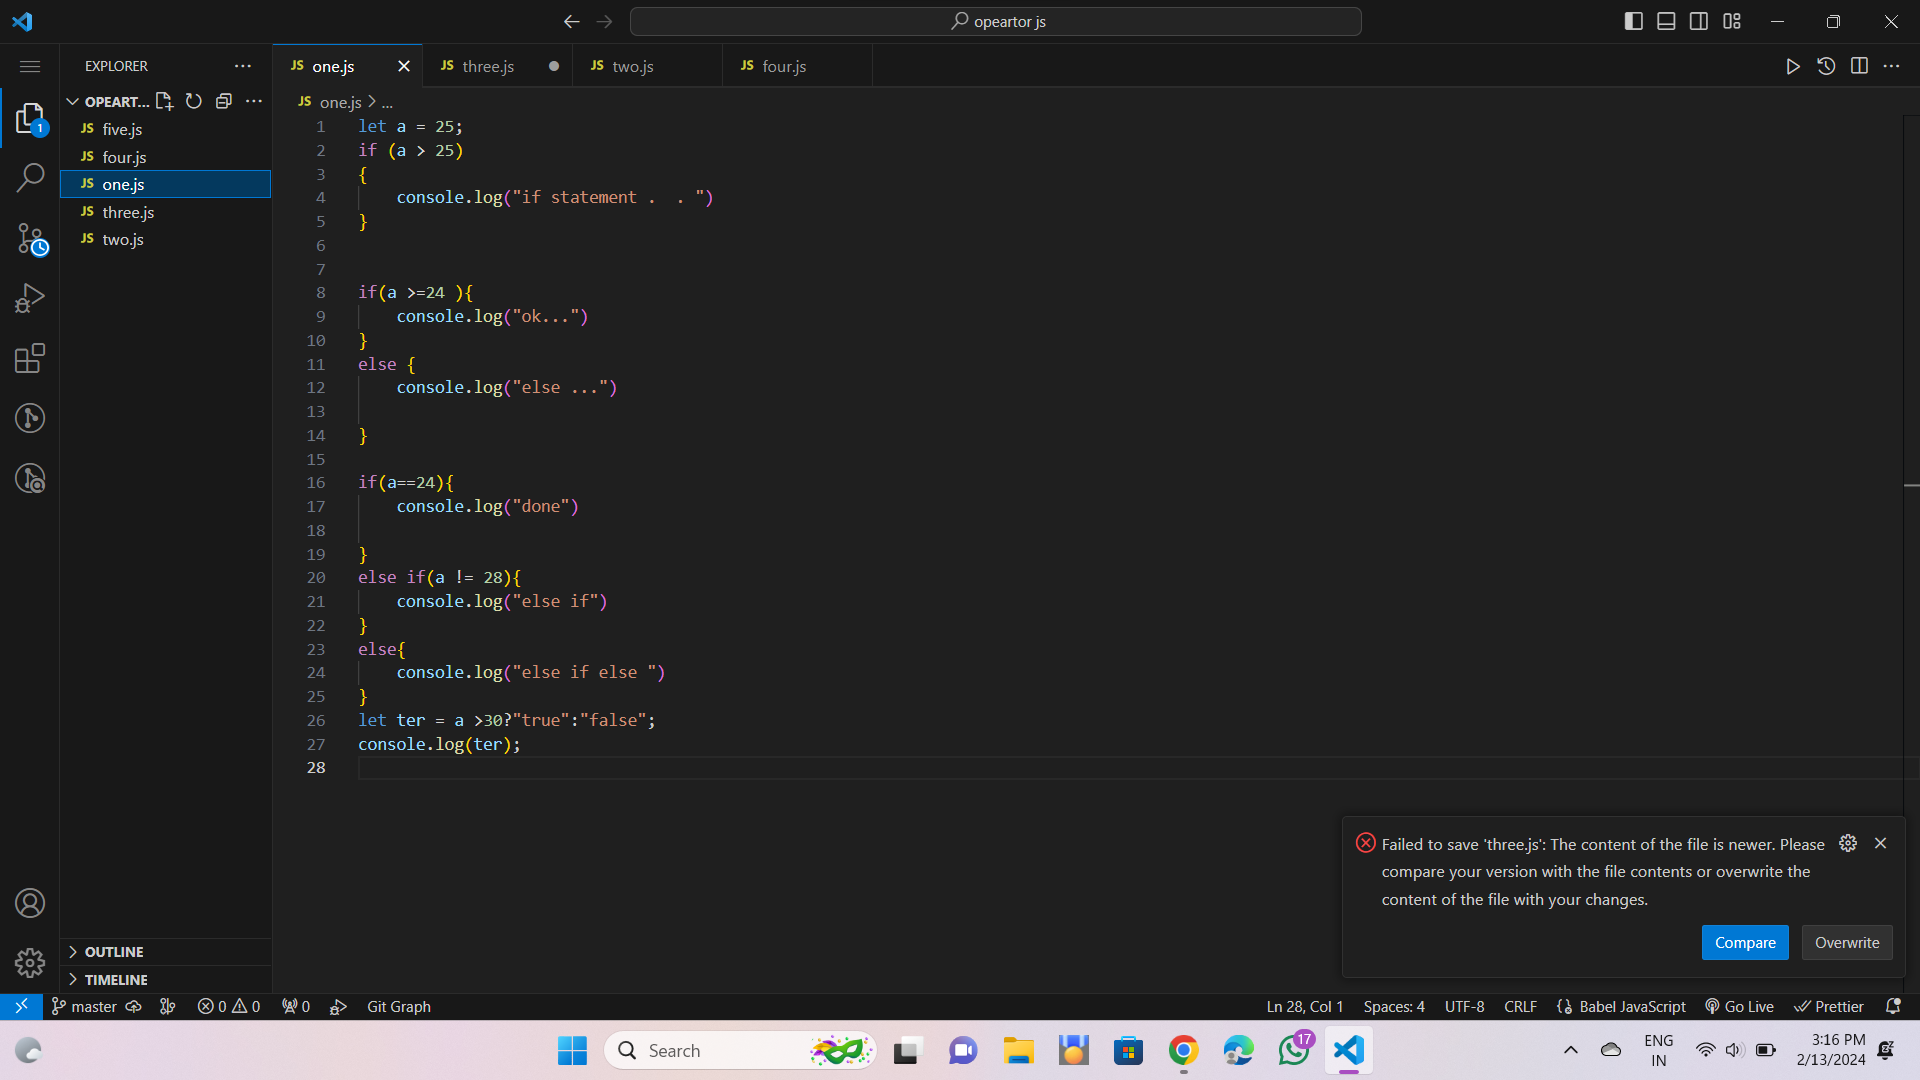 opeartor js
EXPLORER
JS one.js
JS three.js
JS two.js
JS four.js
OPEART...
JS one.js > ...
JS five.js
JS four.js
JS one.js
JS three.js
JS two.js
1 let a = 25;
2 if (a > 25)
3 {
4 console.log("if statement .  . ")
5 }
6
7
8 if(a >=24 ){
9 console.log("ok...")
10 }
11 else {
12 console.log("else ...")
13
14 }
15
16 if(a==24){
17 console.log("done")
18
19 }
20 else if(a != 28){
21 console.log("else if")
22 }
23 else{
24 console.log("else if else ")
25 }
26 let ter = a >30?"true":"false";
27 console.log(ter);
28
1
Failed to save 'three.js': The content of the file is newer. Please
compare your version with the file contents or overwrite the
content of the file with your changes.
Compare Overwrite
OUTLINE
TIMELINE
master 0 0 0 Git Graph Ln 28, Col 1 Spaces: 4 UTF-8 CRLF {} Babel JavaScript Go Live Prettier
Search
17
ENG
IN
3:16 PM
2/13/2024